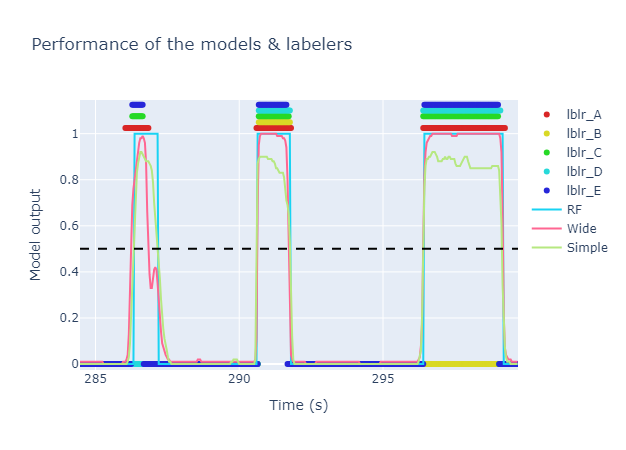 Performance of the models & labelers
Model output
1
0.8
0.6
0.4
0.2
0
285
290
295
Time (s)
lblr_A
lblr_B
lblr_C
lblr_D
lblr_E
RF
Wide
Simple